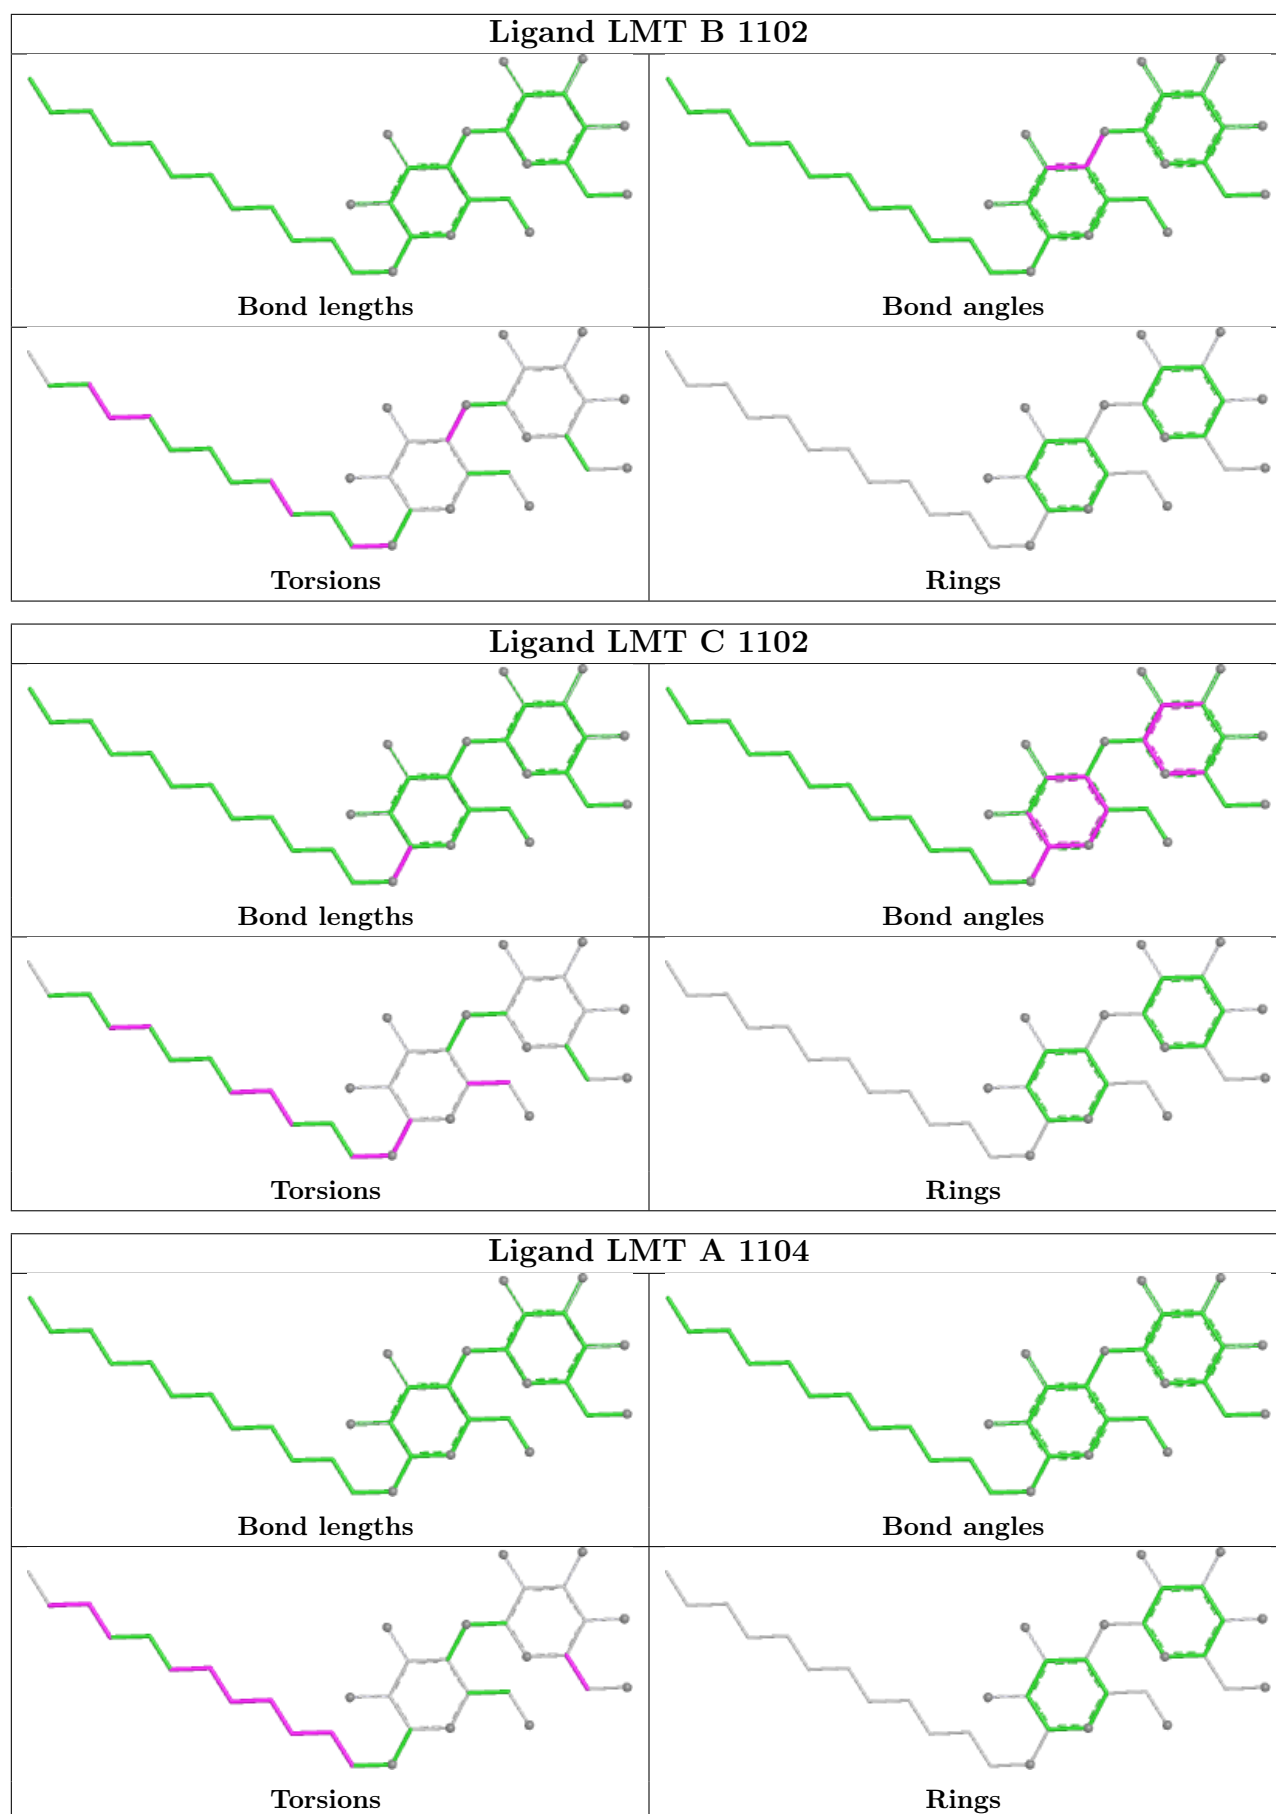 Ligand LMT B 1102
Bond lengths
Bond angles
Torsions
Rings
Ligand LMT C 1102
Bond lengths
Bond angles
Torsions
Rings
Ligand LMT A 1104
Bond lengths
Bond angles
Torsions
Rings